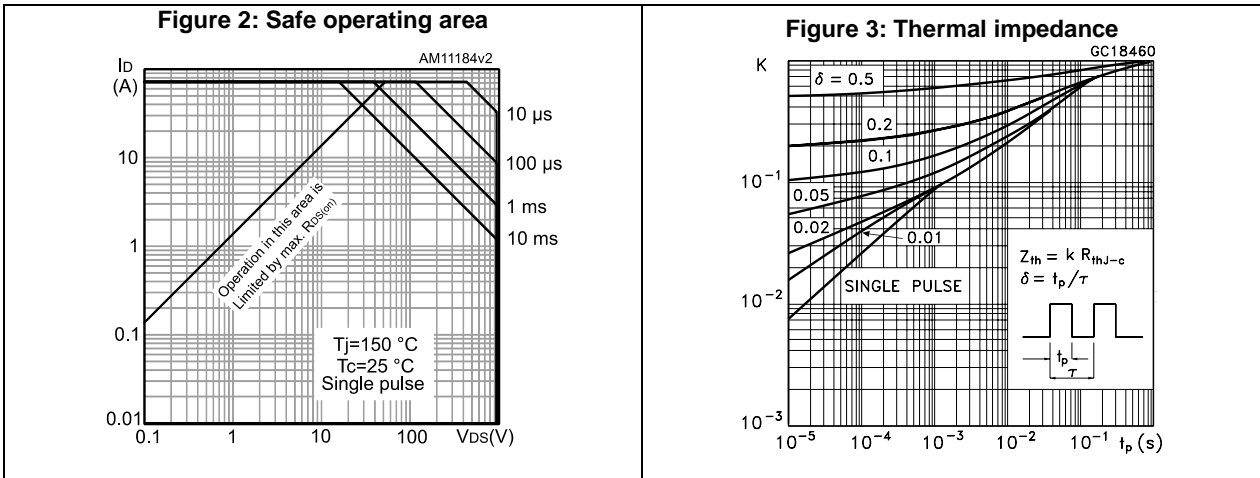 Figure 2: Safe operating area
AM11184v2
ID
(A)
10
1
0.1
0.01
0.1
1
10
100
VDS(V)
10 µs
100 µs
1 ms
10 ms
Operation in this area is
Limited by max. RDS(on)
Tj=150 °C
Tc=25 °C
Single pulse
Figure 3: Thermal impedance
GC18460
K
δ = 0.5
0.2
0.1
0.05
0.02
0.01
SINGLE PULSE
Zth = k RthJ-c
δ = tp/τ
tp
τ
10⁻¹
10⁻²
10⁻³
10⁻⁵
10⁻⁴
10⁻³
10⁻²
10⁻¹
tp (s)